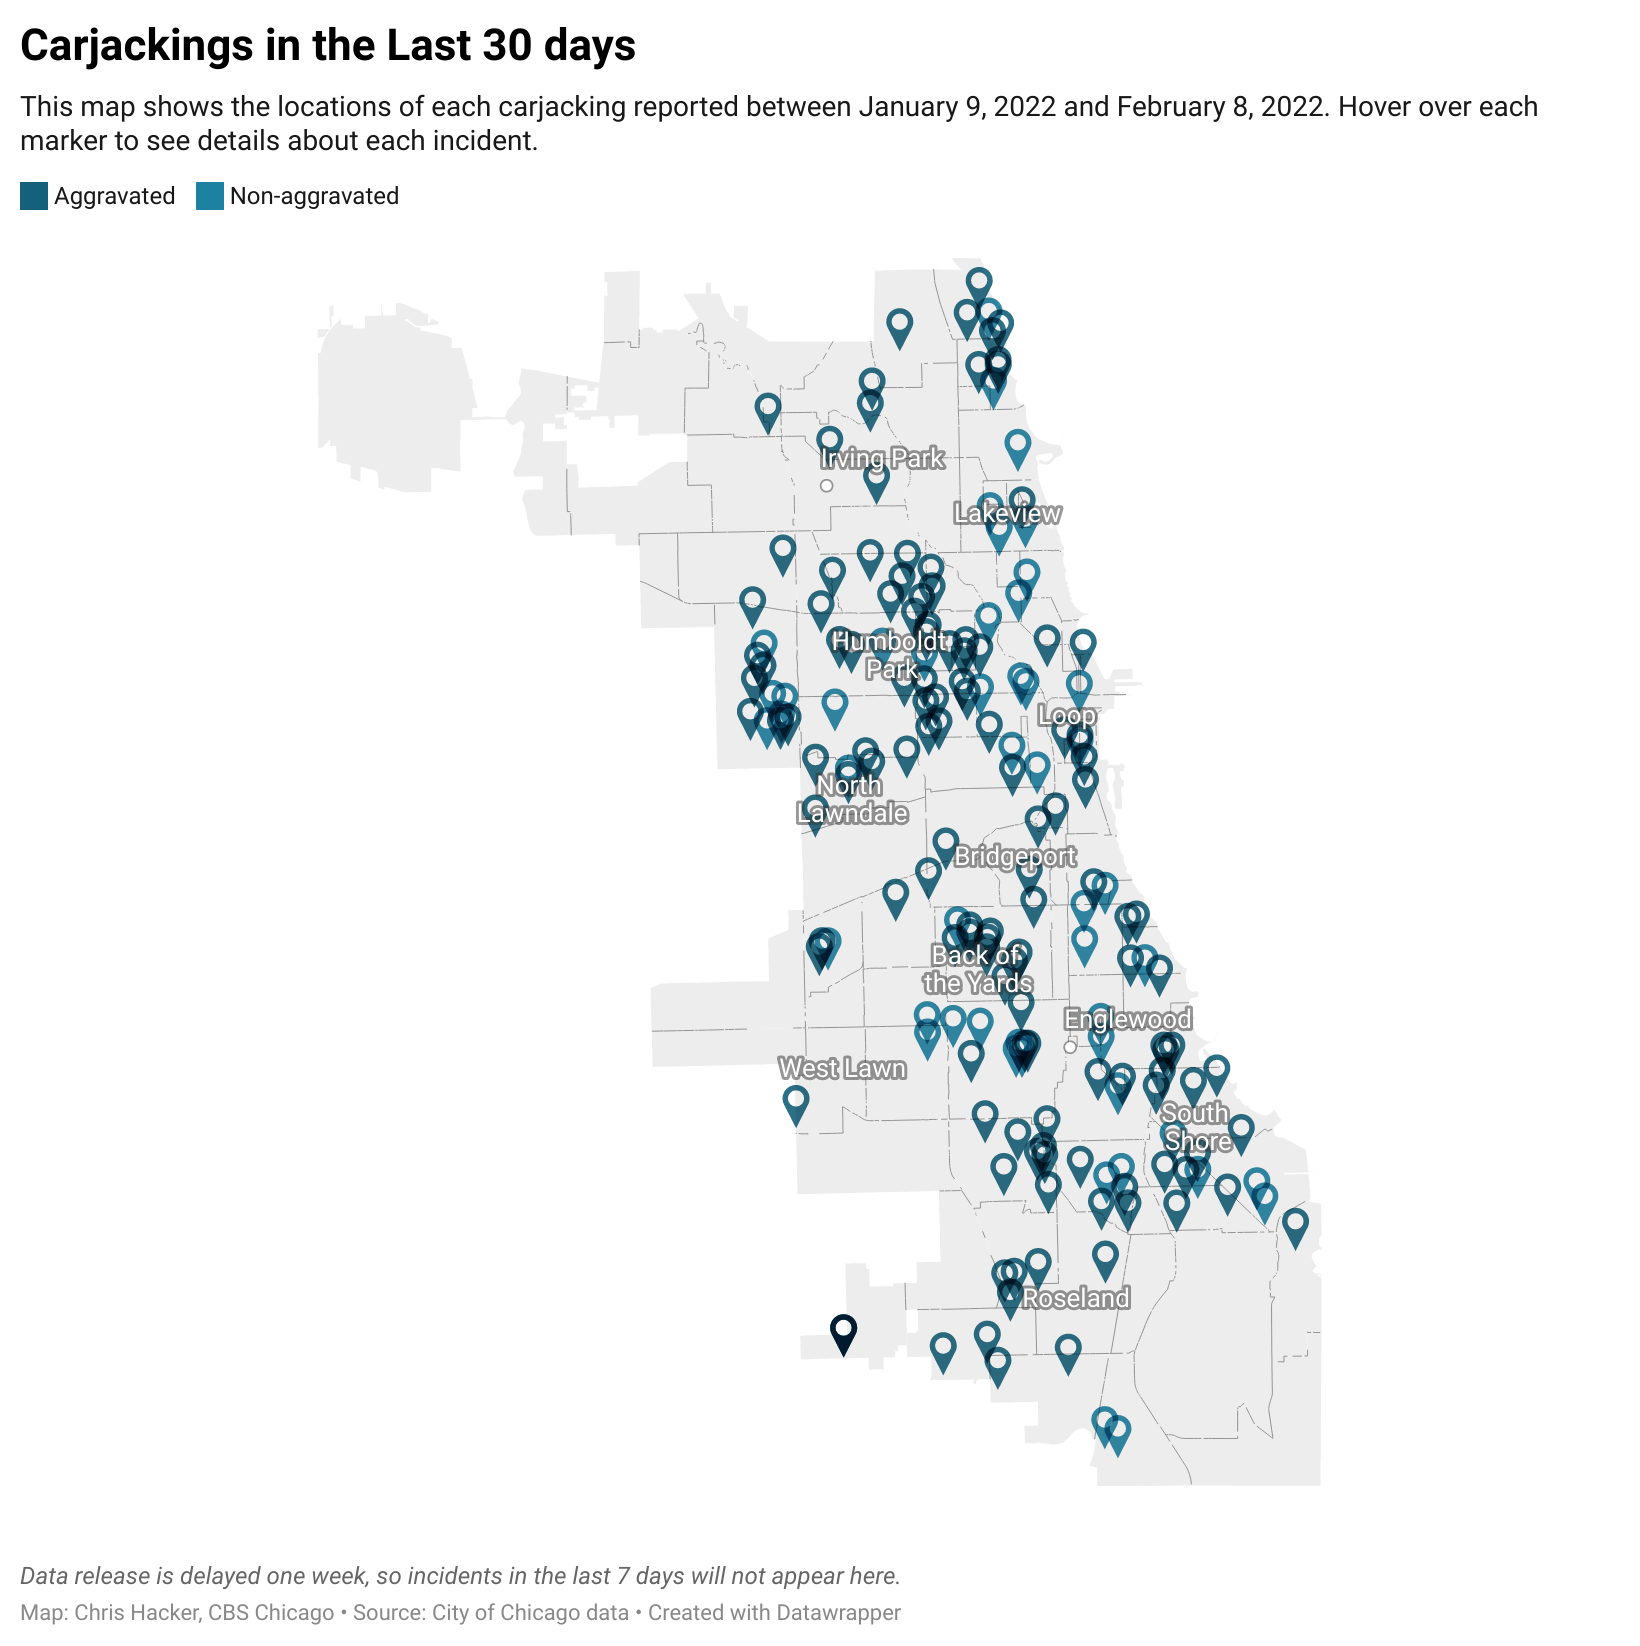 Carjackings in the Last 30 days
This map shows the locations of each carjacking reported between January 9, 2022 and February 8, 2022. Hover over each
marker to see details about each incident.
Aggravated Non-aggravated
Irving Park
Lakeview
Humboldt
Park
Loop
North
Lawndale
Bridgeport
Back of
the Yards
Englewood
West Lawn
South
Shore
Roseland
Data release is delayed one week, so incidents in the last 7 days will not appear here.
Map: Chris Hacker, CBS Chicago • Source: City of Chicago data • Created with Datawrapper